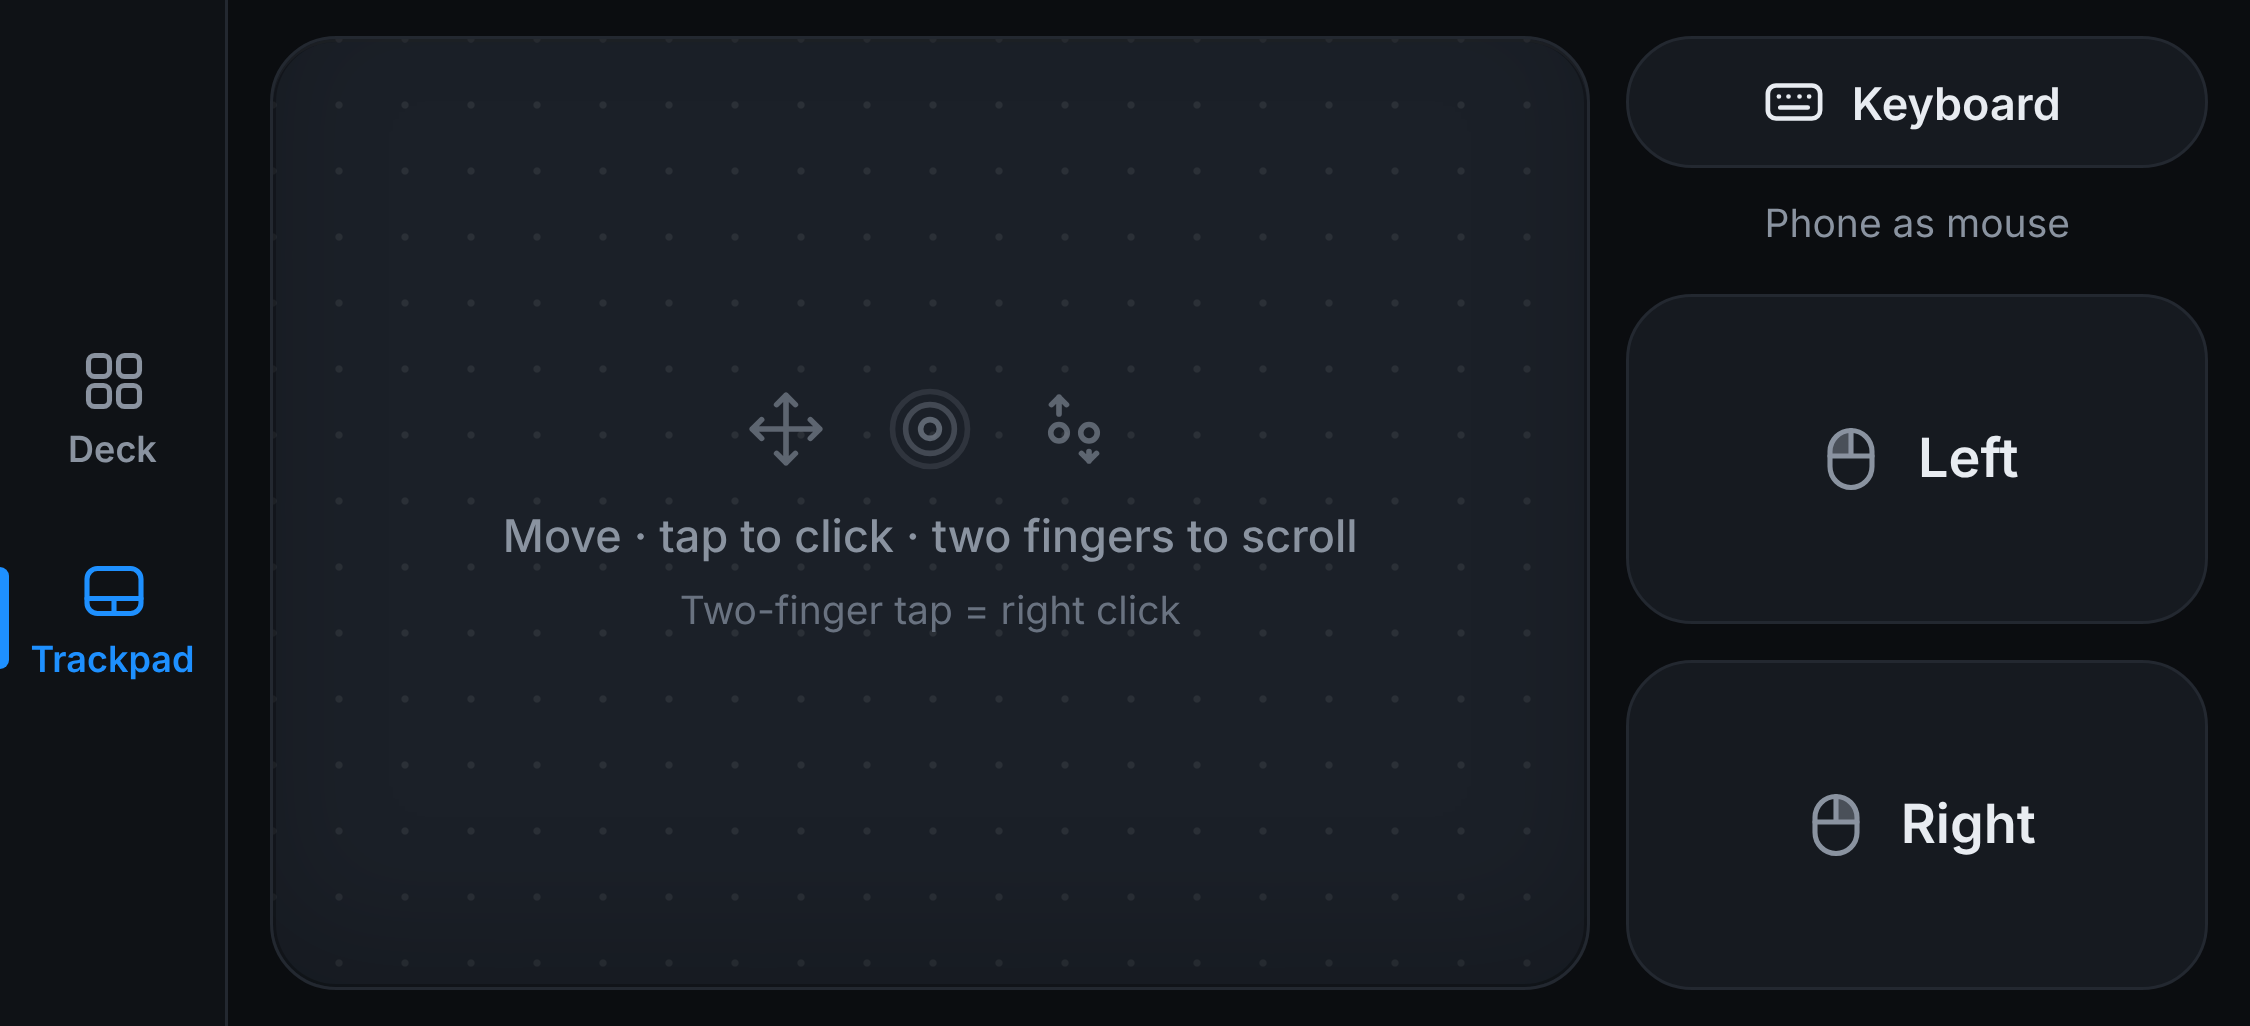 Deck
Trackpad
Move · tap to click · two fingers to scroll
Two-finger tap = right click
Keyboard
Phone as mouse
Left
Right